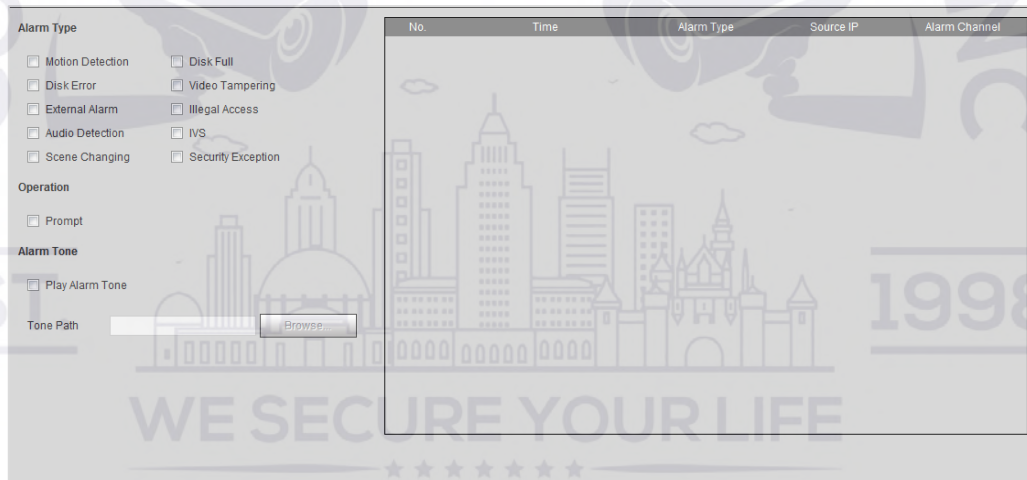 Alarm Type
Motion Detection Disk Full
Disk Error Video Tampering
External Alarm Illegal Access
Audio Detection IVS
Scene Changing Security Exception
Operation
Prompt
Alarm Tone
Play Alarm Tone
Tone Path Browse...
No. Time Alarm Type Source IP Alarm Channel
1998
WE SECURE YOUR LIFE